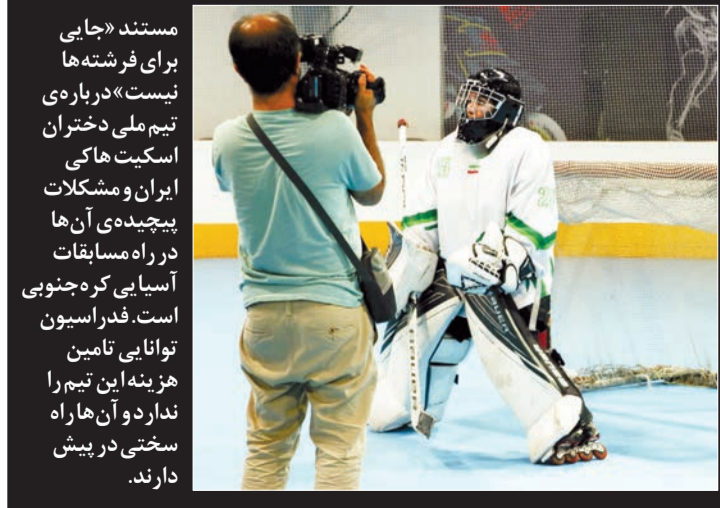 مستند «جایی
برای فرشته‌ها
نیست» درباره‌ی
تیم ملی دختران
اسکیت هاکی
ایران و مشکلات
پیچیده‌ی آن‌ها
در راه مسابقات
آسیایی کره‌جنوبی
است. فدراسیون
توانایی تامین
هزینه این تیم را
ندارد و آن‌ها راه
سختی در پیش
دارند.